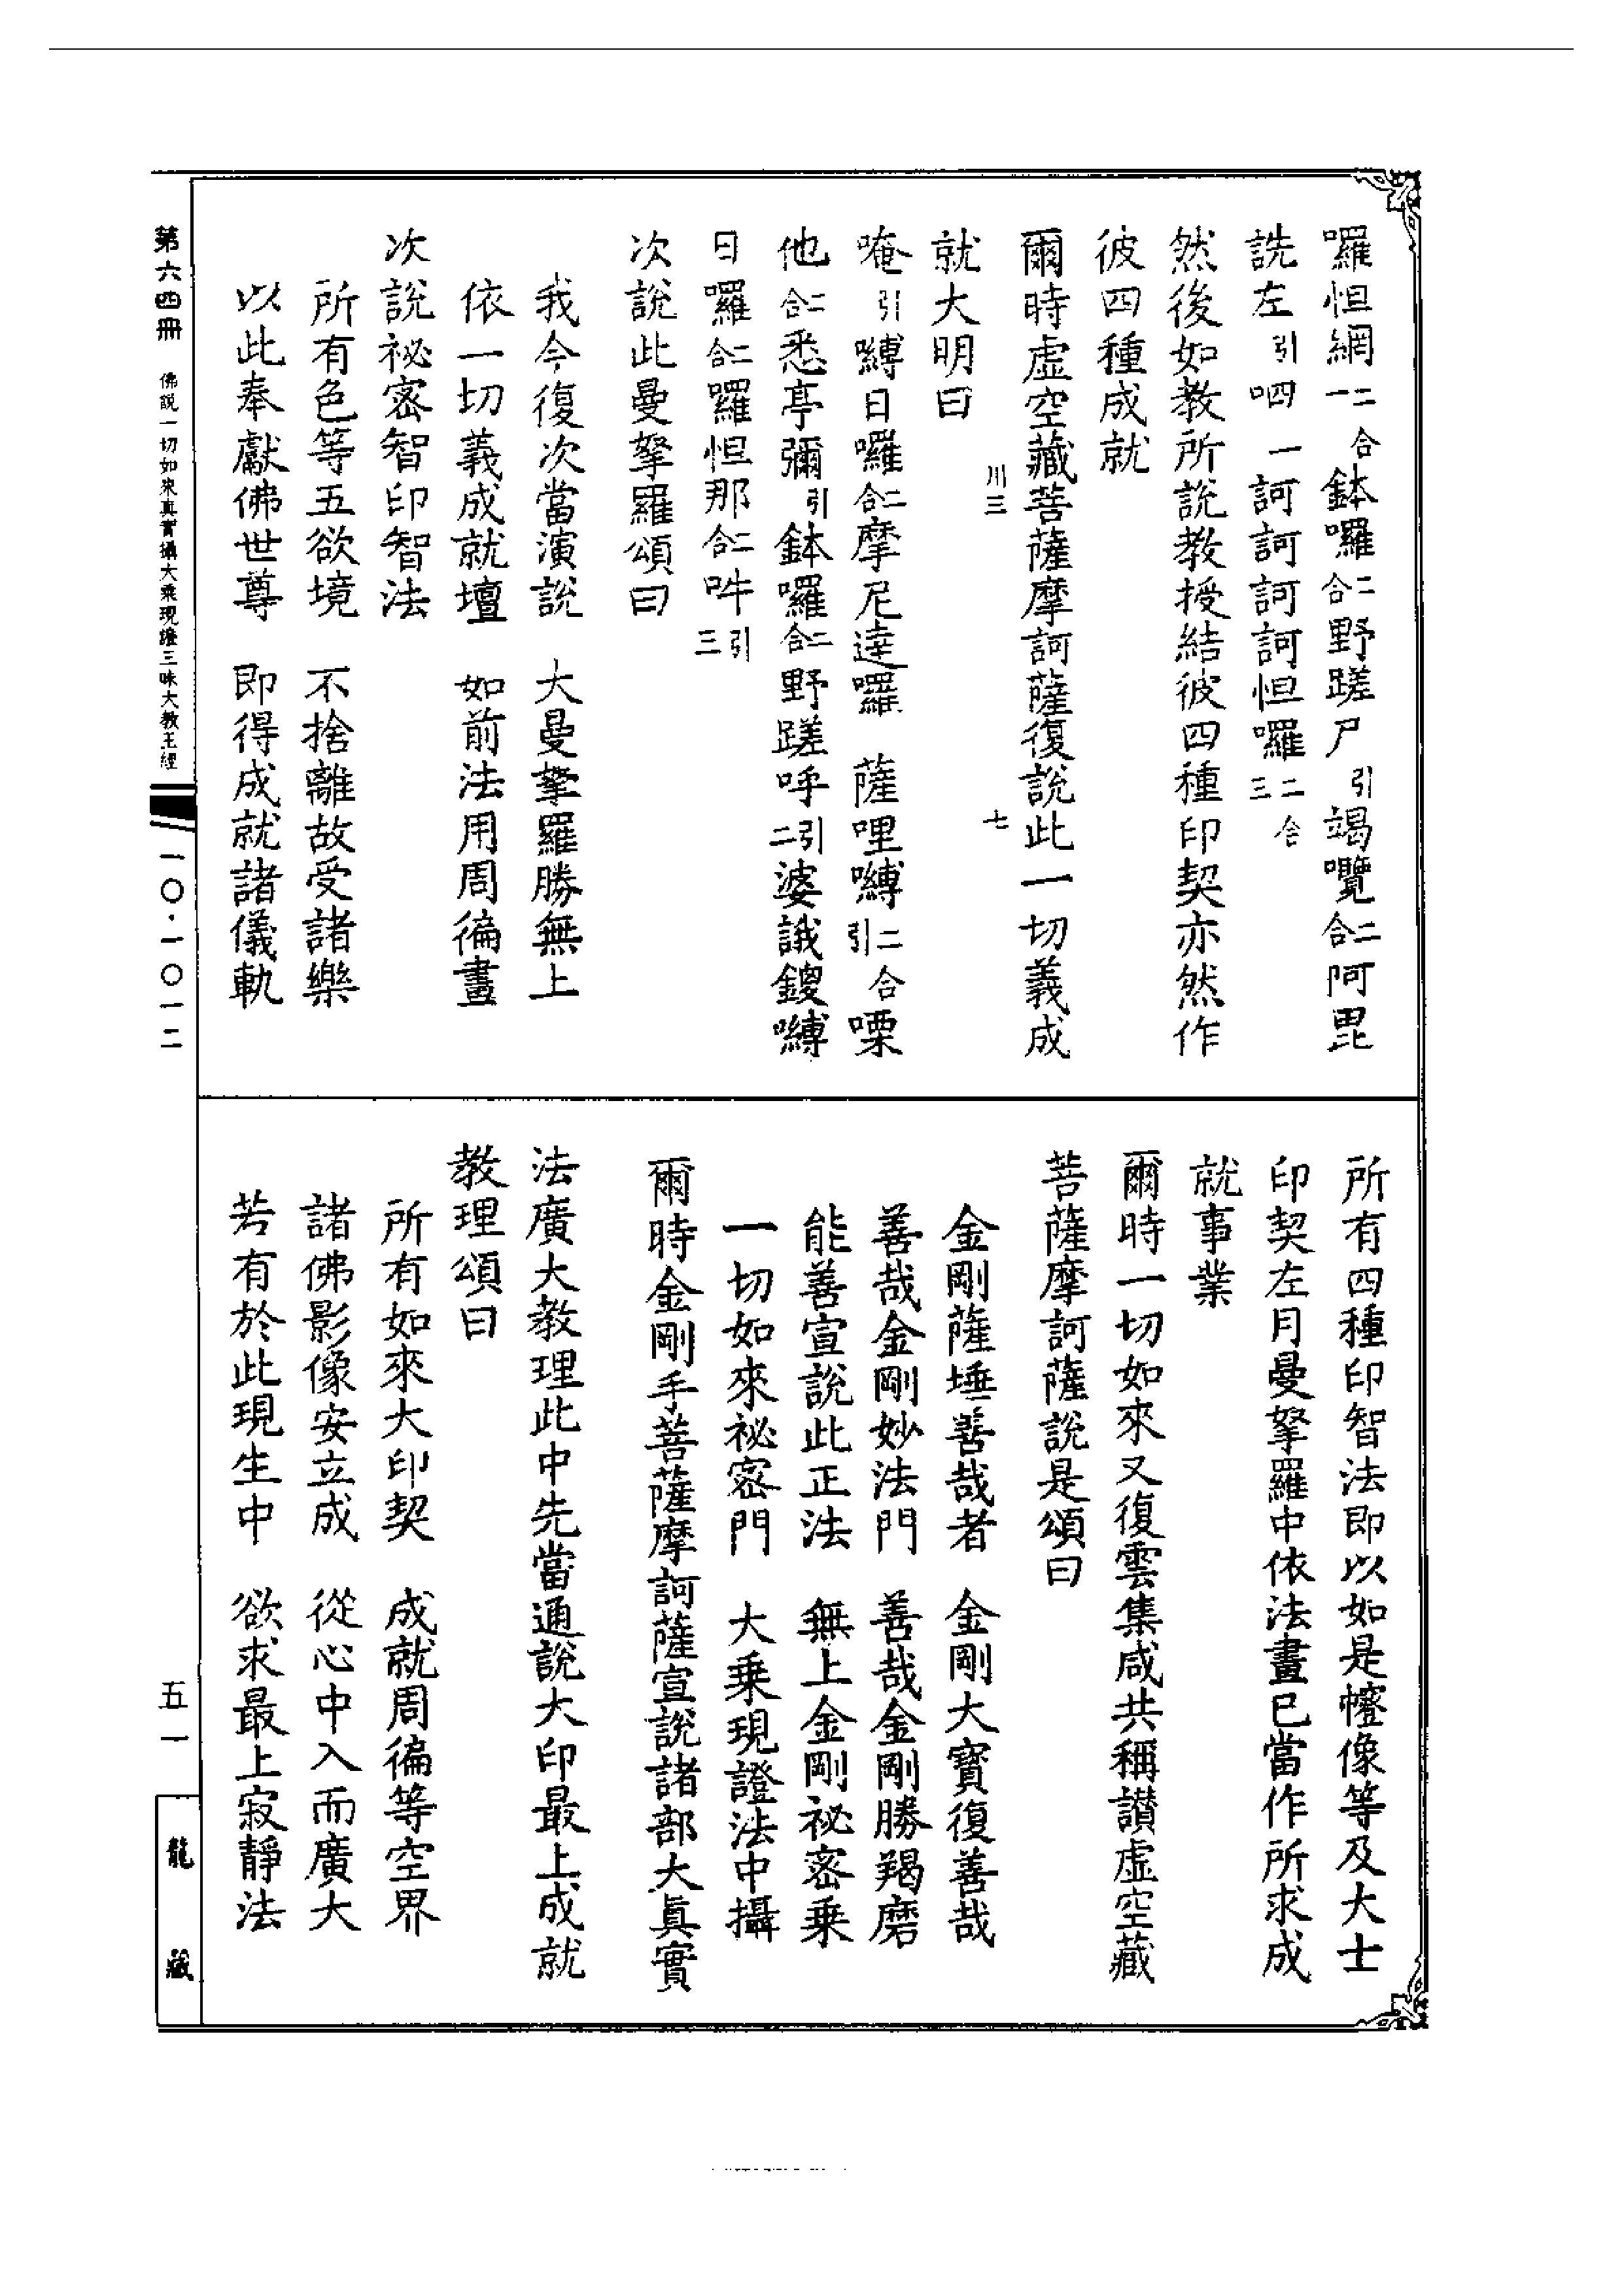 囉怛網一二合鉢囉二合野蹉尸引竭囕二合阿毘
詵左引呬一訶訶訶訶怛囉三二合
然後如教所說教授結彼四種印契亦然作
彼四種成就
爾時虛空藏菩薩摩訶薩復說此一切義成
川三 七
就大明曰
唵引嚩日囉二合摩尼達囉 薩哩嚩引二合㗚
他二合悉亭彌引鉢囉二合野蹉呼二引婆誐鑁嚩
日囉二合囉怛那二合吽三引
次說此曼拏羅頌曰
我今復次當演說 大曼拏羅勝無上
依一切義成就壇 如前法用周徧畫
次說祕密智印智法
所有色等五欲境 不捨離故受諸樂
以此奉獻佛世尊 即得成就諸儀軌
所有四種印智法即以如是㡧像等及大士
印契左月曼拏羅中依法畫已當作所求成
就事業
爾時一切如來又復雲集咸共稱讚虛空藏
菩薩摩訶薩說是頌曰
金剛薩埵善哉者 金剛大寶復善哉
善哉金剛妙法門 善哉金剛勝羯磨
能善宣說此正法 無上金剛祕密乗
一切如來祕密門 大乗現證法中攝
爾時金剛手菩薩摩訶薩宣說諸部大眞實
法廣大教理此中先當通說大印最上成就
教理頌曰
所有如來大印契 成就周徧等空界
諸佛影像安立成 從心中入而廣大
若有於此現生中 欲求最上寂靜法
第六四冊 佛說一切如來真實攝大乘現證三昧大教王經
一〇·一〇一二
五一
龍藏